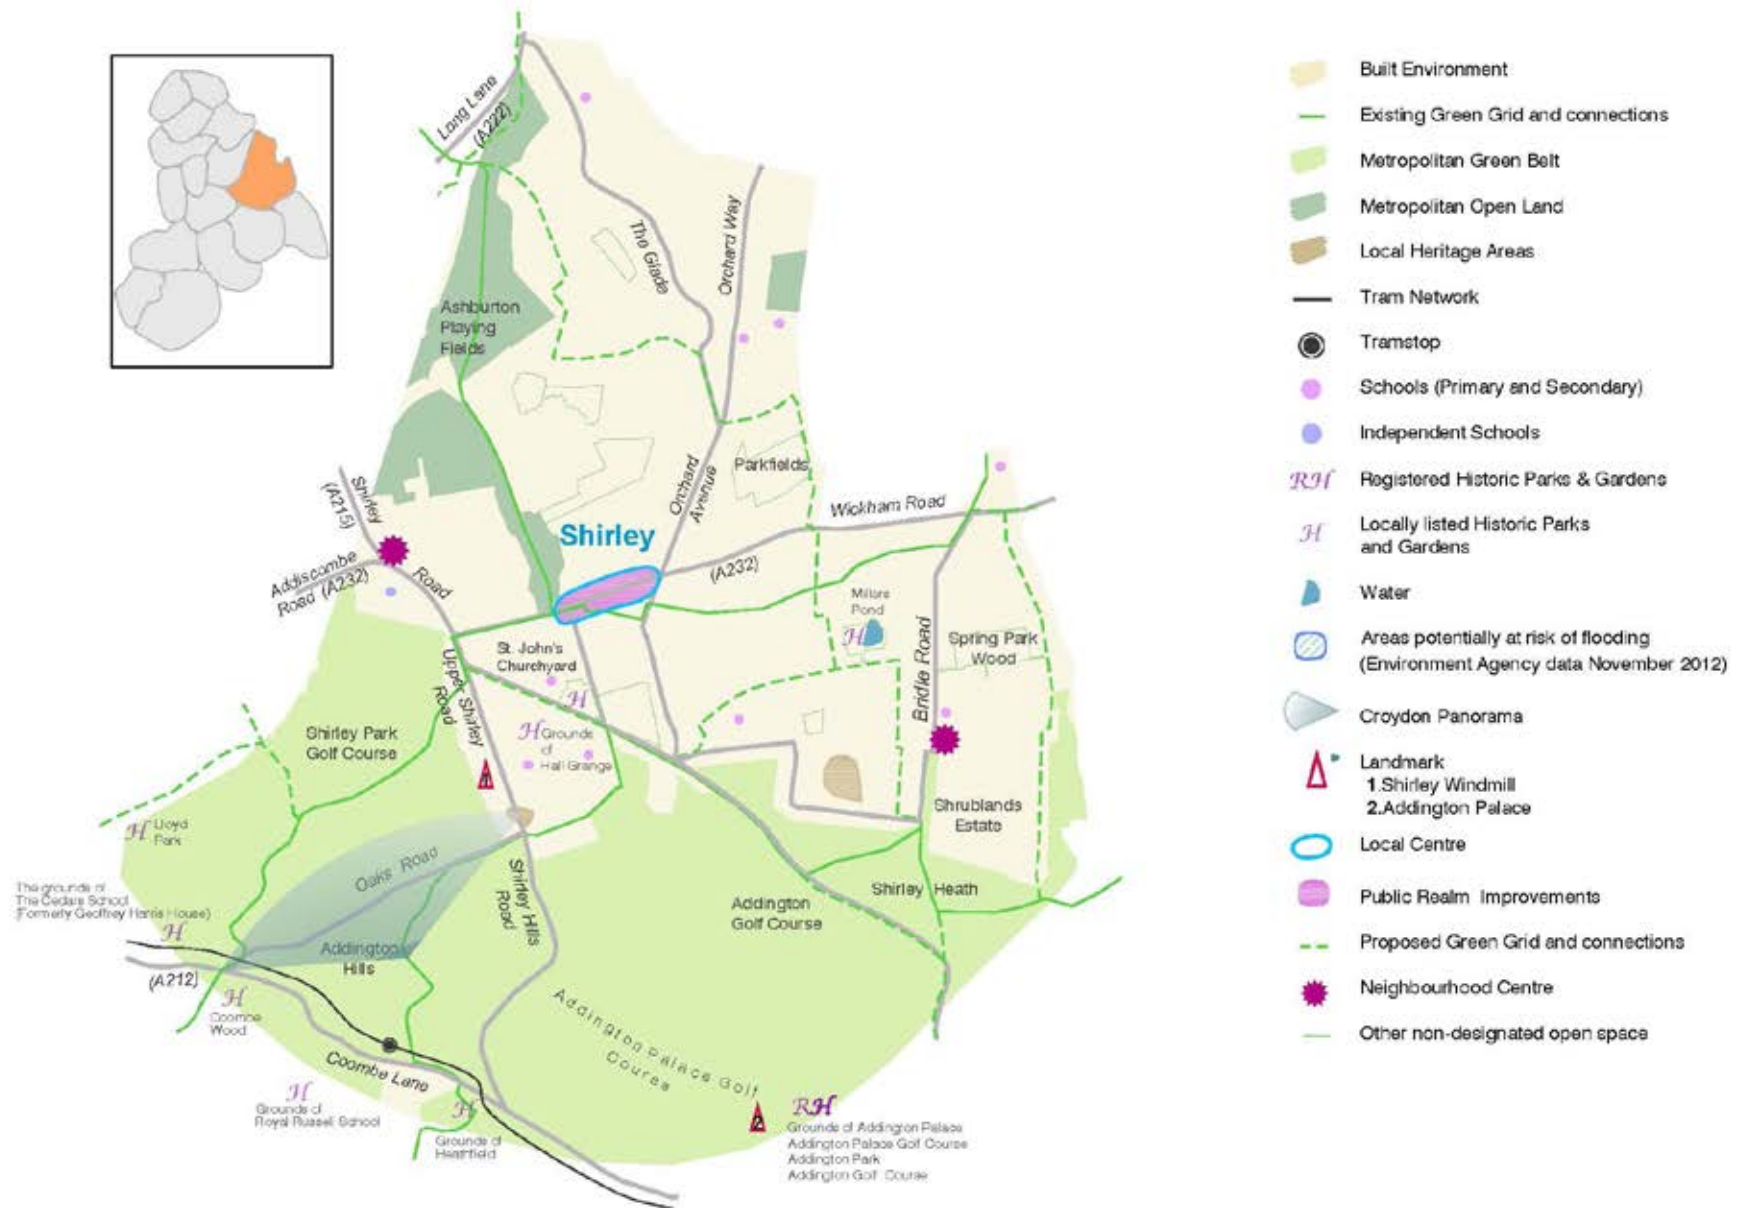 Long Lane
(A222)
The Glade
Orchard Way
Ashburton
Playing
Fields
Shirley
(A215)
Road
Addiscombe
Road (A232)
Orchard
Avenue
Parkfields
Wickham Road
(A232)
Shirley
Millers
Pond
H
Bridle Road
Spring Park
Wood
St. John's
Churchyard
H
Upper Shirley
Road
H Grounds
of
Hall Grange
Shirley Park
Golf Course
1
H Lloyd
Park
Oaks Road
Shirley Hills
Road
Shrublands
Estate
Shirley Heath
Addington
Golf Course
The grounds of
The Cedars School
(Formerly Geoffrey Harris House)
H
Addington
Hills
(A212)
H
Coombe
Wood
Coombe Lane
Addington Palace Golf
Course
H
Grounds of
Royal Russell School
H
Grounds of
Heathfield
2
RH
Grounds of Addington Palace
Addington Palace Golf Course
Addington Park
Addington Golf Course
Built Environment
Existing Green Grid and connections
Metropolitan Green Belt
Metropolitan Open Land
Local Heritage Areas
Tram Network
Tramstop
Schools (Primary and Secondary)
Independent Schools
RH Registered Historic Parks & Gardens
H Locally listed Historic Parks
and Gardens
Water
Areas potentially at risk of flooding
(Environment Agency data November 2012)
Croydon Panorama
Landmark
1.Shirley Windmill
2.Addington Palace
Local Centre
Public Realm Improvements
Proposed Green Grid and connections
Neighbourhood Centre
Other non-designated open space